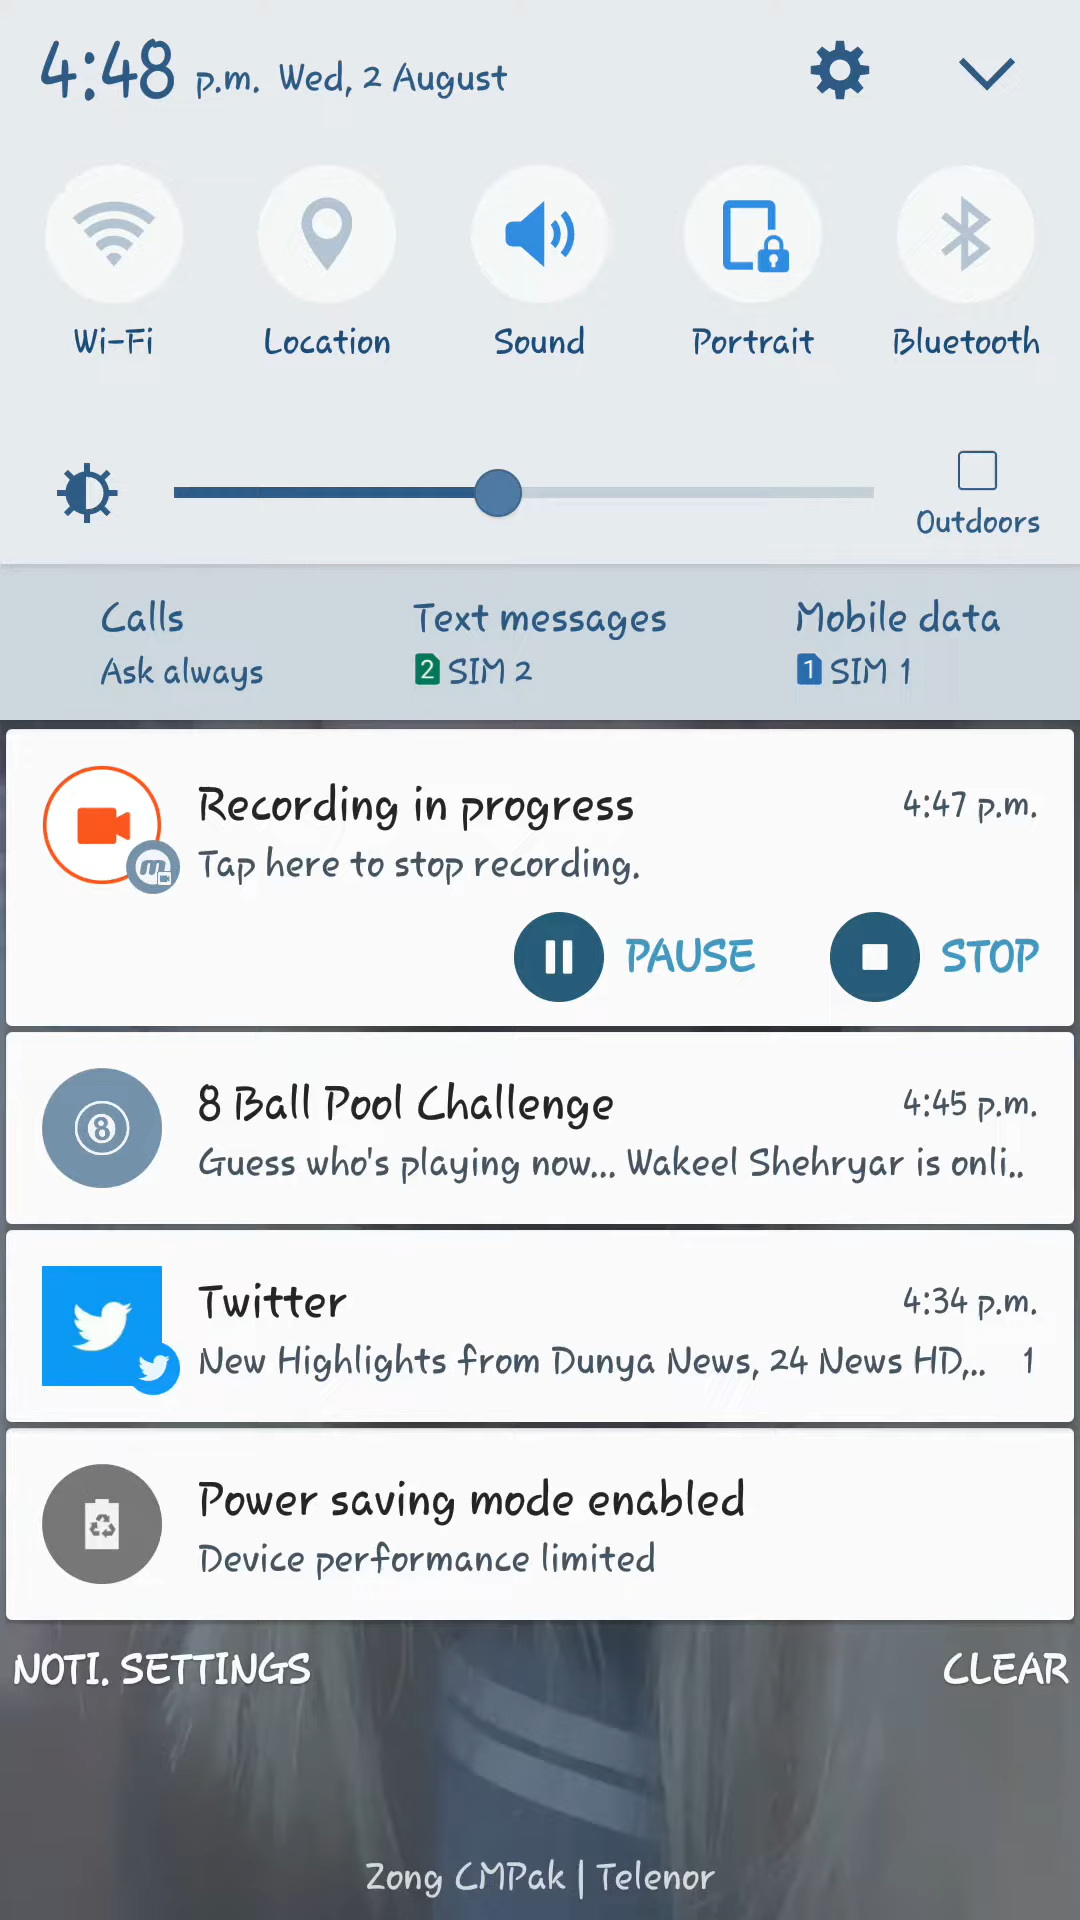 4:48 p.m. Wed, 2 August
Wi-Fi Location Sound Portrait Bluetooth
Outdoors
Calls Text messages Mobile data
Ask always 2 SIM 2 1 SIM 1
Recording in progress 4:47 p.m.
Tap here to stop recording.
PAUSE STOP
8 Ball Pool Challenge 4:45 p.m.
8 Guess who's playing now... Wakeel Shehryar is onli..
Twitter 4:34 p.m.
New Highlights from Dunya News, 24 News HD,.. 1
Power saving mode enabled
Device performance limited
NOTI. SETTINGS CLEAR
Zong CMPak | Telenor